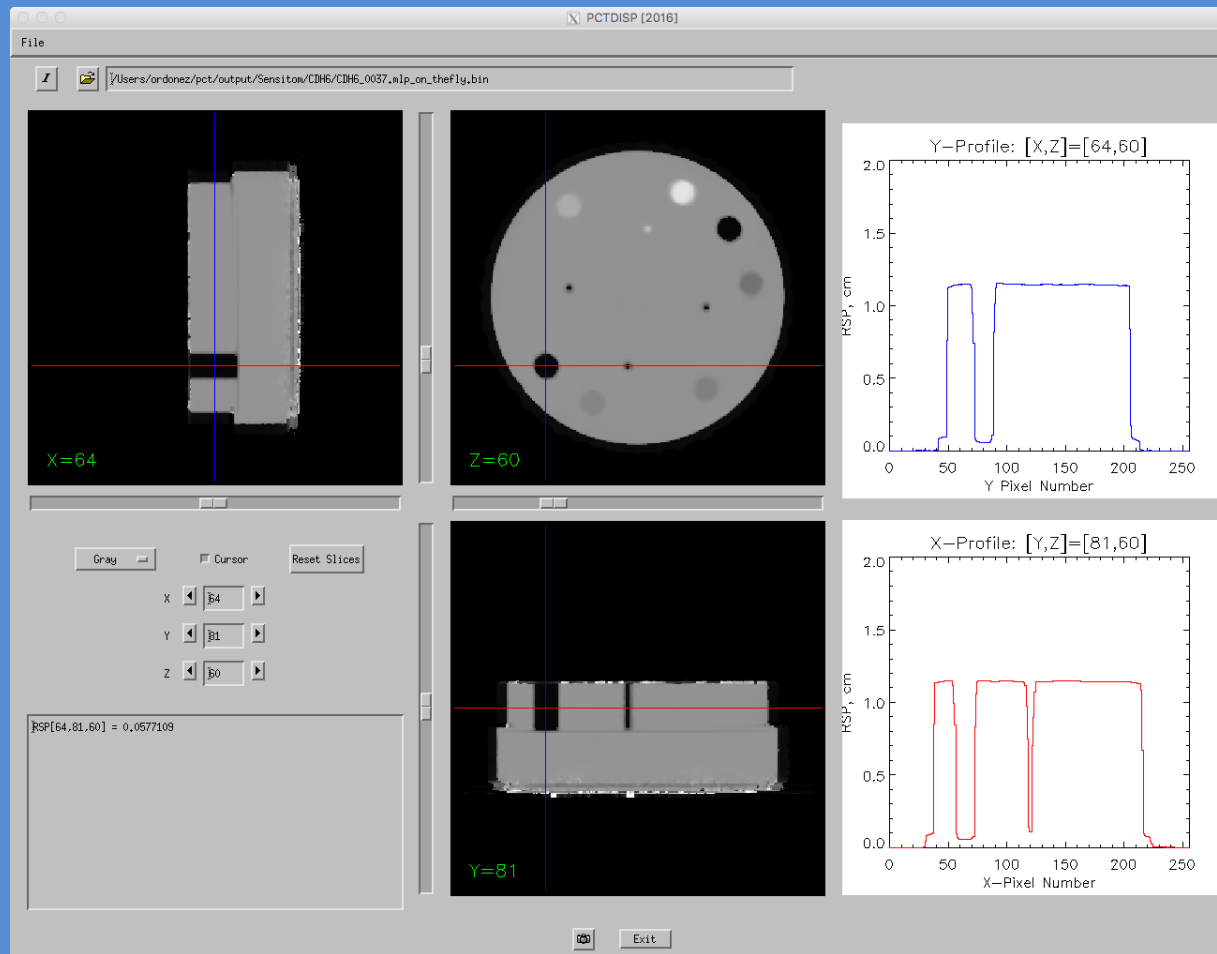 PCTDISP [2016]
File
I
/Users/ordonez/pct/output/Sensitom/CDH6/CDH6_0037.mlp_on_thefly.bin
X=64
Z=60
Y-Profile: [X,Z]=[64,60]
2.0
1.5
1.0
0.5
0.0
RSP, cm
0 50 100 150 200 250
Y Pixel Number
Gray
Cursor
Reset Slices
X 64
Y 81
Z 60
RSP[64,81,60] = 0.0577109
Y=81
X-Profile: [Y,Z]=[81,60]
2.0
1.5
1.0
0.5
0.0
RSP, cm
0 50 100 150 200 250
X-Pixel Number
Exit